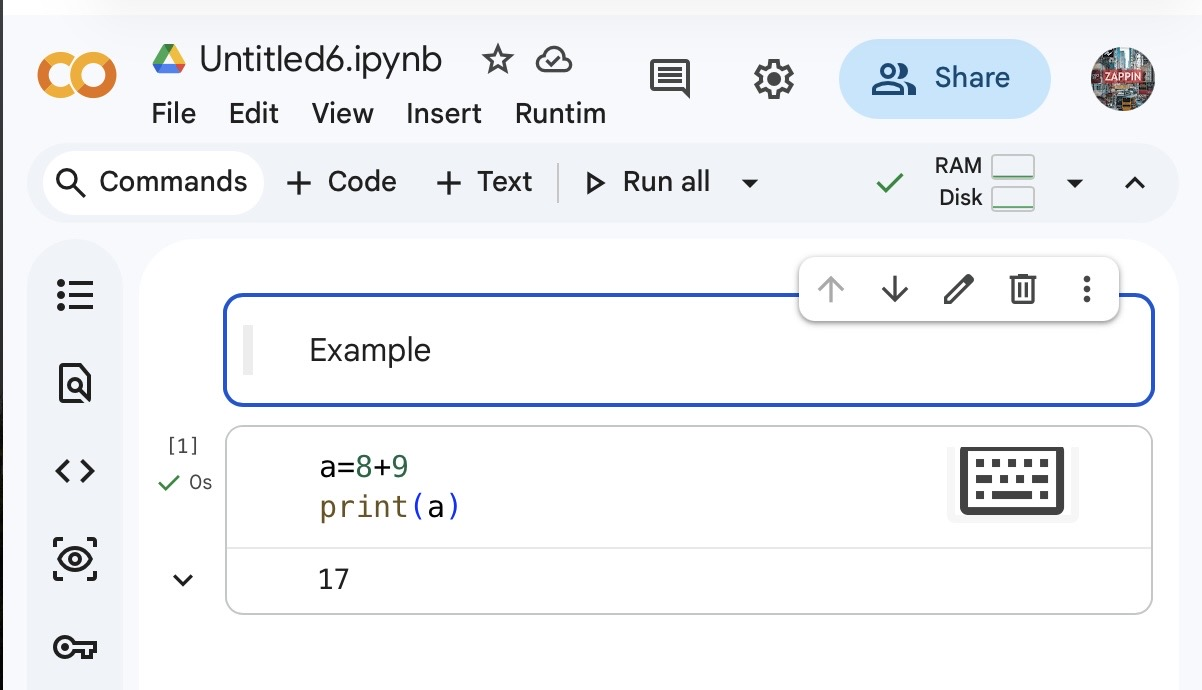 Untitled6.ipynb
File Edit View Insert Runtim
Share
ZAPPIN
Commands + Code + Text Run all
RAM
Disk
Example
[1]
0s
a=8+9
print(a)
17